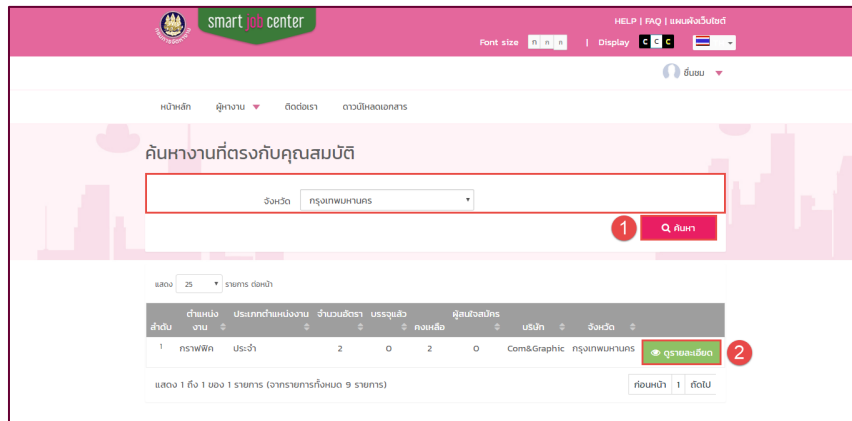 smart job center
HELP | FAQ | แผนผังเว็บไซต์
Font size ก ก ก | Display C C C
ชื่นชม
หน้าหลัก ผู้หางาน ติดต่อเรา ดาวน์โหลดเอกสาร
ค้นหางานที่ตรงกับคุณสมบัติ
จังหวัด กรุงเทพมหานคร
1 ค้นหา
แสดง 25 รายการ ต่อหน้า
ลำดับ ตำแหน่งงาน ประเภทตำแหน่งงาน จำนวนอัตรา บรรจุแล้ว คงเหลือ ผู้สนใจสมัคร บริษัท จังหวัด
1 กราฟฟิค ประจำ 2 0 2 0 Com&Graphic กรุงเทพมหานคร ดูรายละเอียด 2
แสดง 1 ถึง 1 ของ 1 รายการ (จากรายการทั้งหมด 9 รายการ) ก่อนหน้า 1 ถัดไป